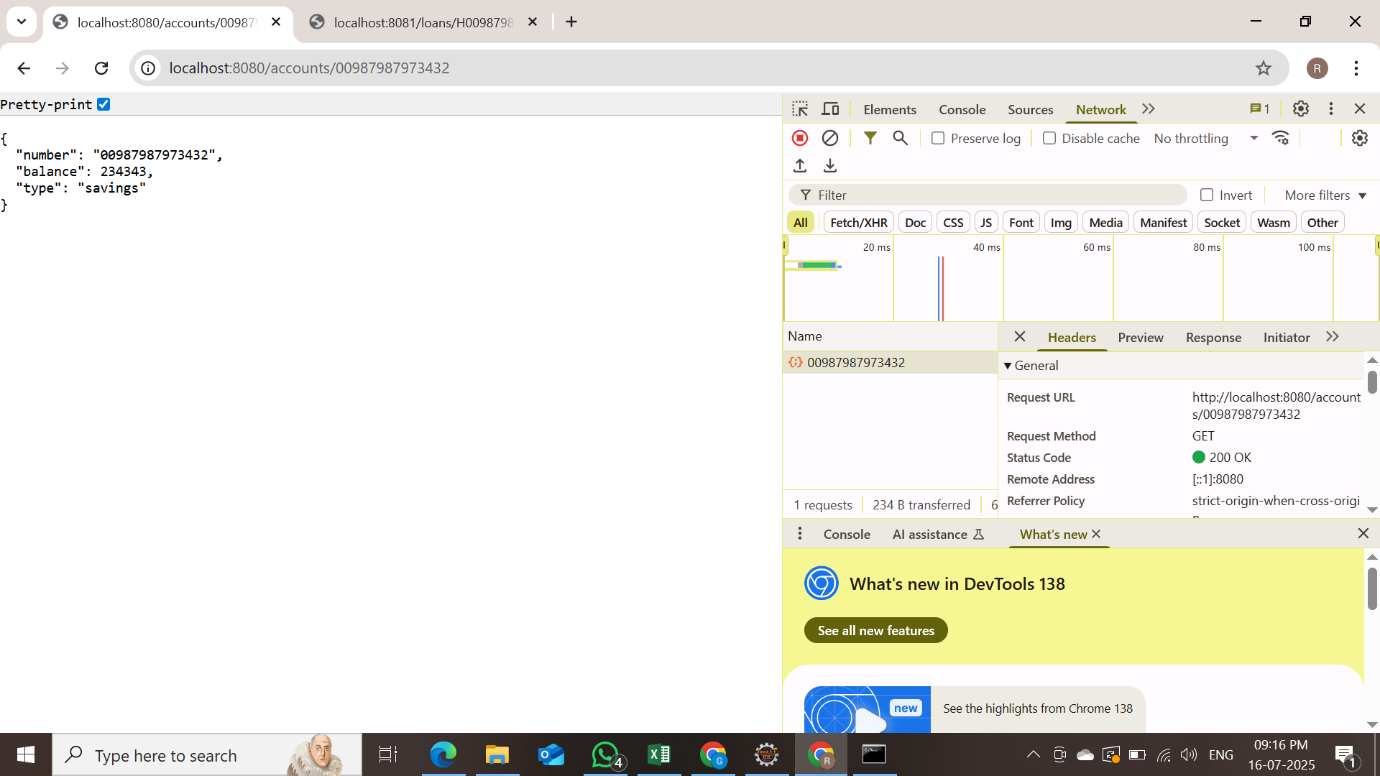 localhost:8080/accounts/00987
localhost:8081/loans/H0098798
localhost:8080/accounts/00987987973432
R
Pretty-print
{
"number": "00987987973432",
"balance": 234343,
"type": "savings"
}
Elements Console Sources Network 1
Preserve log Disable cache No throttling
Filter Invert More filters
All Fetch/XHR Doc CSS JS Font Img Media Manifest Socket Wasm Other
20 ms 40 ms 60 ms 80 ms 100 ms
Name
00987987973432
1 requests 234 B transferred 6
Headers Preview Response Initiator
General
Request URL http://localhost:8080/account
s/00987987973432
Request Method GET
Status Code 200 OK
Remote Address [::1]:8080
Referrer Policy strict-origin-when-cross-origi
Console AI assistance What's new
What's new in DevTools 138
See all new features
new
See the highlights from Chrome 138
Type here to search
4
G
R
ENG
09:16 PM
16-07-2025
1